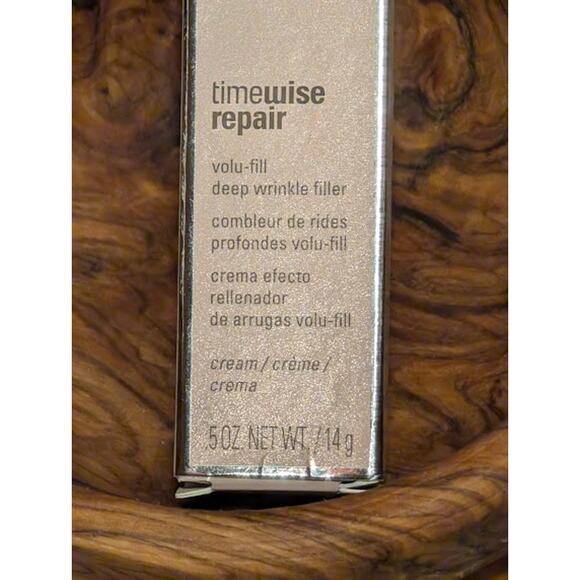 timewise
repair
volu-fill
deep wrinkle filler
combleur de rides
profondes volu-fill
crema efecto
rellenador
de arrugas volu-fill
cream / crème /
crema
.5 OZ. NET WT. / 14 g